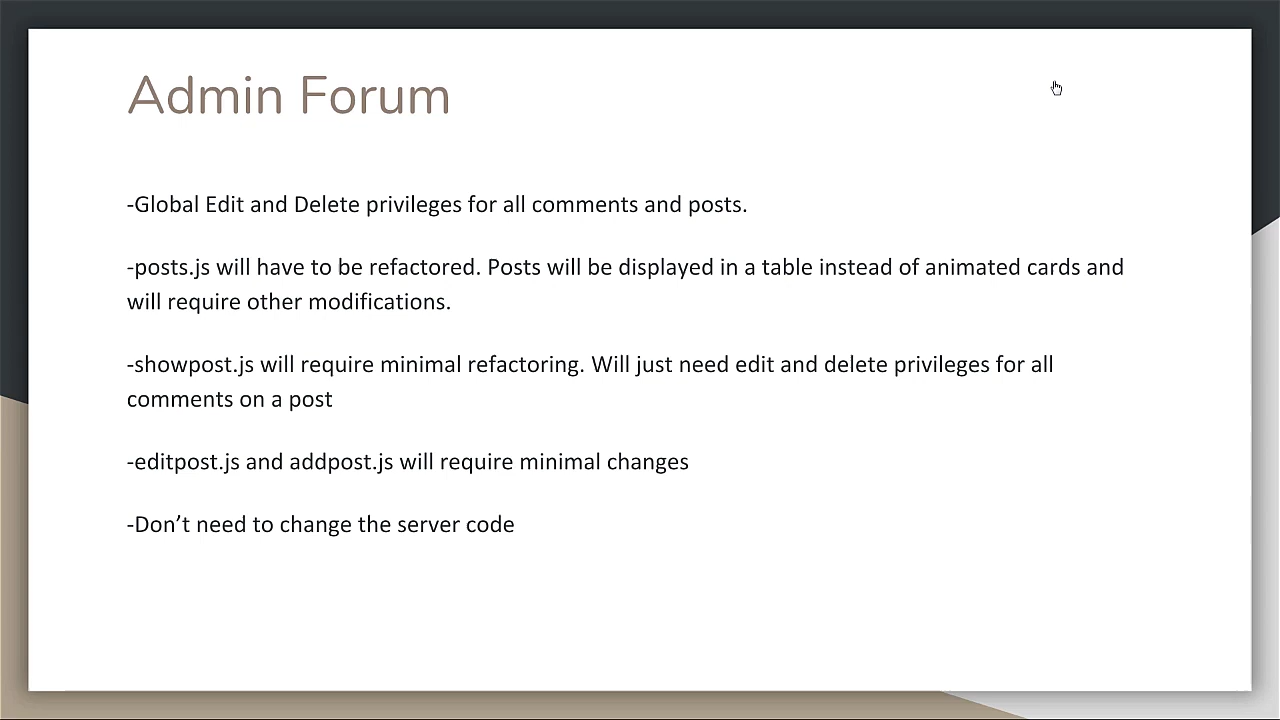 Admin Forum
-Global Edit and Delete privileges for all comments and posts.
-posts.js will have to be refactored. Posts will be displayed in a table instead of animated cards and
will require other modifications.
-showpost.js will require minimal refactoring. Will just need edit and delete privileges for all
comments on a post
-editpost.js and addpost.js will require minimal changes
-Don’t need to change the server code